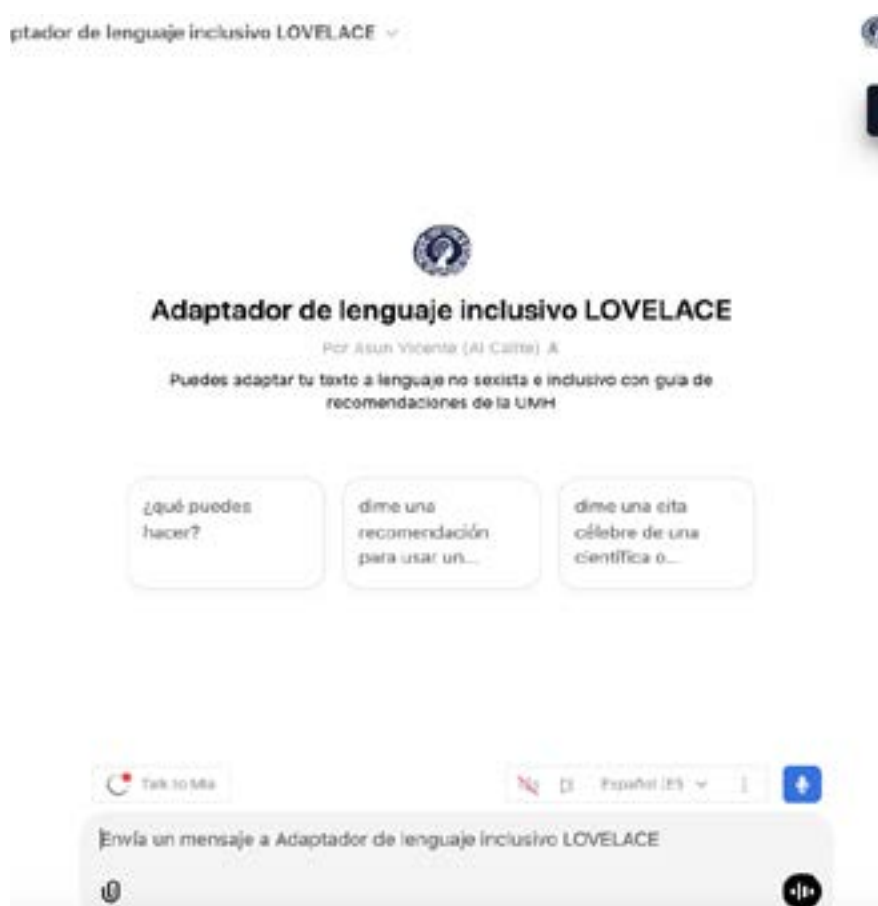 ptador de lenguaje inclusivo LOVELACE
Adaptador de lenguaje inclusivo LOVELACE
Por Asun Vicente (AI Calite)
Puedes adaptar tu texto a lenguaje no sexista e inclusivo con guía de
recomendaciones de la UMH
¿qué puedes
hacer?
dime una
recomendación
para usar un...
dime una cita
célebre de una
científica o...
Talk to Mia
Español (ES
Envía un mensaje a Adaptador de lenguaje inclusivo LOVELACE